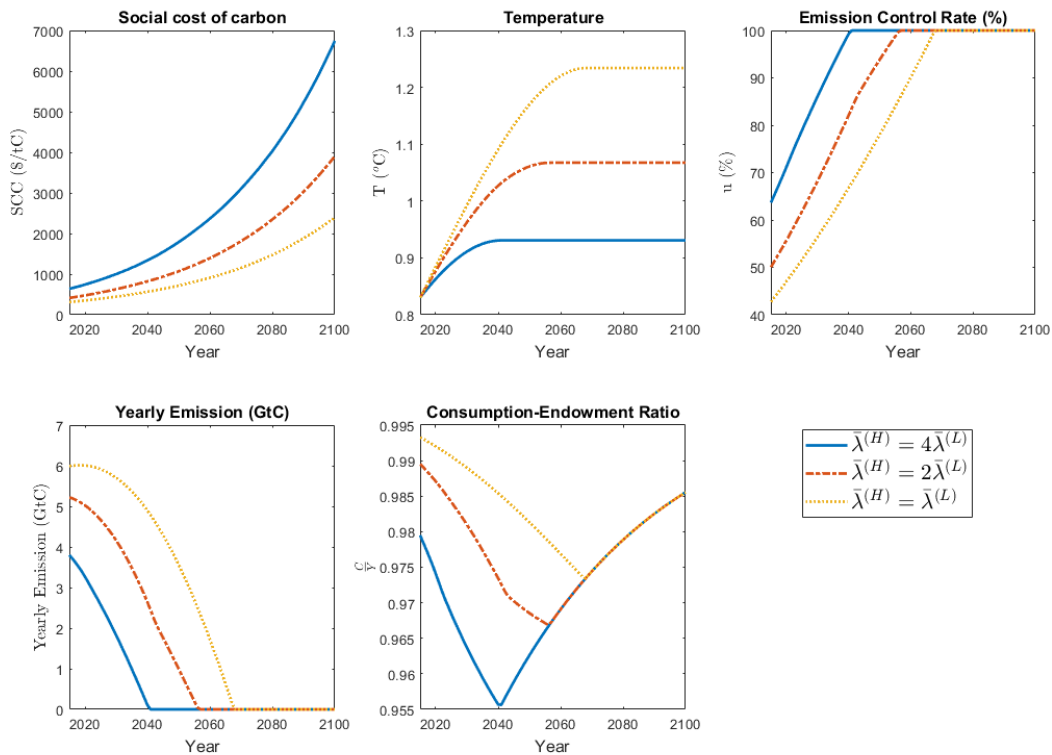 Social cost of carbon
7000
6000
5000
4000
3000
2000
1000
0
SCC ($/tC)
2020 2040 2060 2080 2100
Year
Temperature
1.3
1.2
1.1
1
0.9
0.8
T (°C)
2020 2040 2060 2080 2100
Year
Emission Control Rate (%)
100
90
80
70
60
50
40
u (%)
2020 2040 2060 2080 2100
Year
Yearly Emission (GtC)
7
6
5
4
3
2
1
0
Yearly Emission (GtC)
2020 2040 2060 2080 2100
Year
Consumption-Endowment Ratio
0.995
0.99
0.985
0.98
0.975
0.97
0.965
0.96
0.955
C/Y
2020 2040 2060 2080 2100
Year
λ̄^(H) = 4λ̄^(L)
λ̄^(H) = 2λ̄^(L)
λ̄^(H) = λ̄^(L)